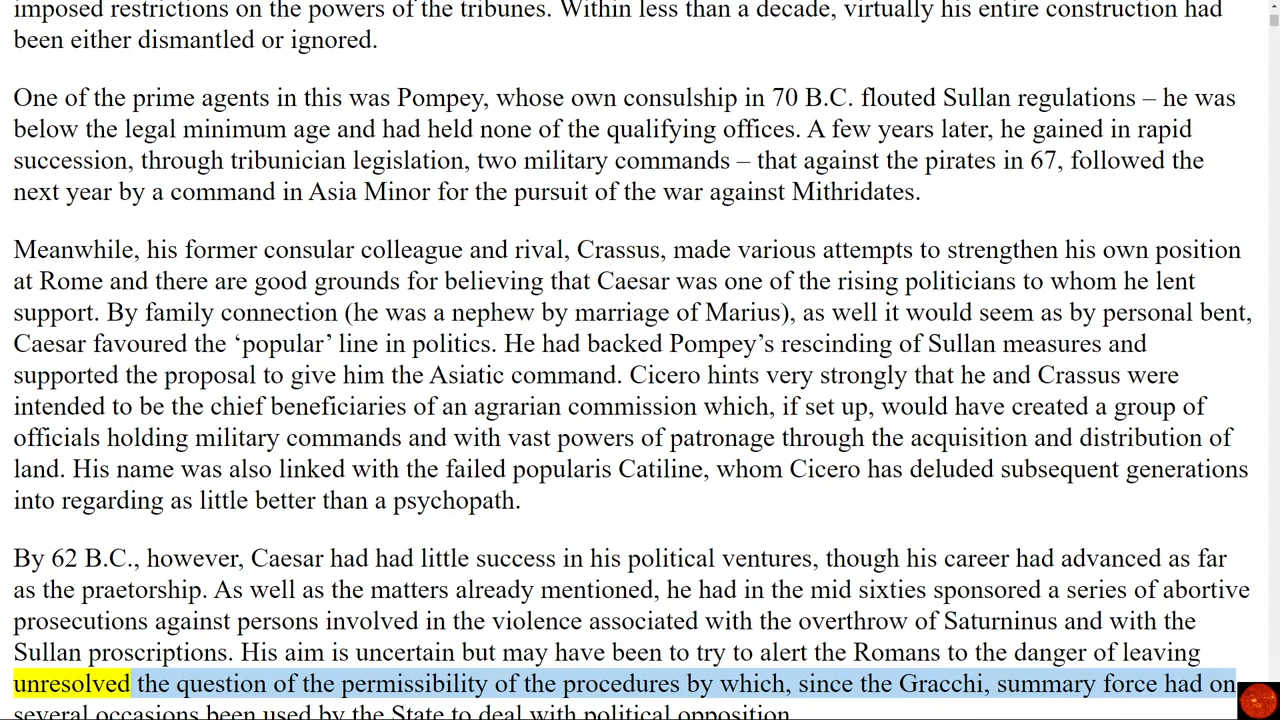 imposed restrictions on the powers of the tribunes. Within less than a decade, virtually his entire construction had
been either dismantled or ignored.
One of the prime agents in this was Pompey, whose own consulship in 70 B.C. flouted Sullan regulations – he was
below the legal minimum age and had held none of the qualifying offices. A few years later, he gained in rapid
succession, through tribunician legislation, two military commands – that against the pirates in 67, followed the
next year by a command in Asia Minor for the pursuit of the war against Mithridates.
Meanwhile, his former consular colleague and rival, Crassus, made various attempts to strengthen his own position
at Rome and there are good grounds for believing that Caesar was one of the rising politicians to whom he lent
support. By family connection (he was a nephew by marriage of Marius), as well it would seem as by personal bent,
Caesar favoured the ‘popular’ line in politics. He had backed Pompey’s rescinding of Sullan measures and
supported the proposal to give him the Asiatic command. Cicero hints very strongly that he and Crassus were
intended to be the chief beneficiaries of an agrarian commission which, if set up, would have created a group of
officials holding military commands and with vast powers of patronage through the acquisition and distribution of
land. His name was also linked with the failed popularis Catiline, whom Cicero has deluded subsequent generations
into regarding as little better than a psychopath.
By 62 B.C., however, Caesar had had little success in his political ventures, though his career had advanced as far
as the praetorship. As well as the matters already mentioned, he had in the mid sixties sponsored a series of abortive
prosecutions against persons involved in the violence associated with the overthrow of Saturninus and with the
Sullan proscriptions. His aim is uncertain but may have been to try to alert the Romans to the danger of leaving
unresolved the question of the permissibility of the procedures by which, since the Gracchi, summary force had on
several occasions been used by the State to deal with political opposition.